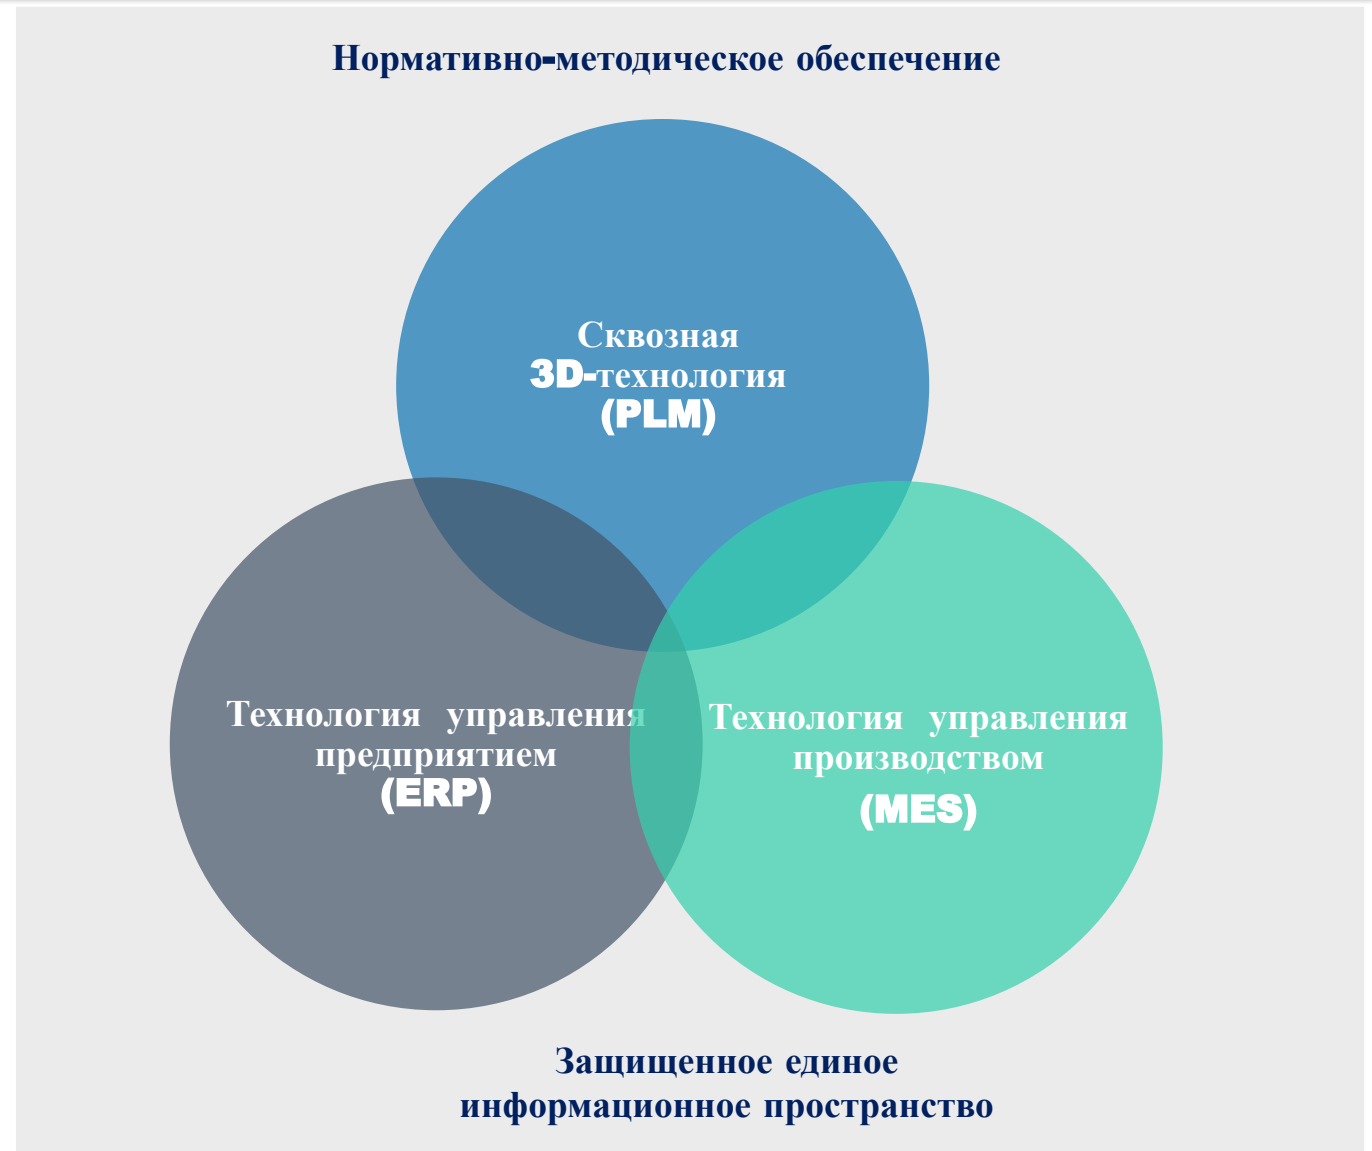 Нормативно-методическое обеспечение
Сквозная
3D-технология
(PLM)
Технология управления
предприятием
(ERP)
Технология управления
производством
(MES)
Защищенное единое
информационное пространство